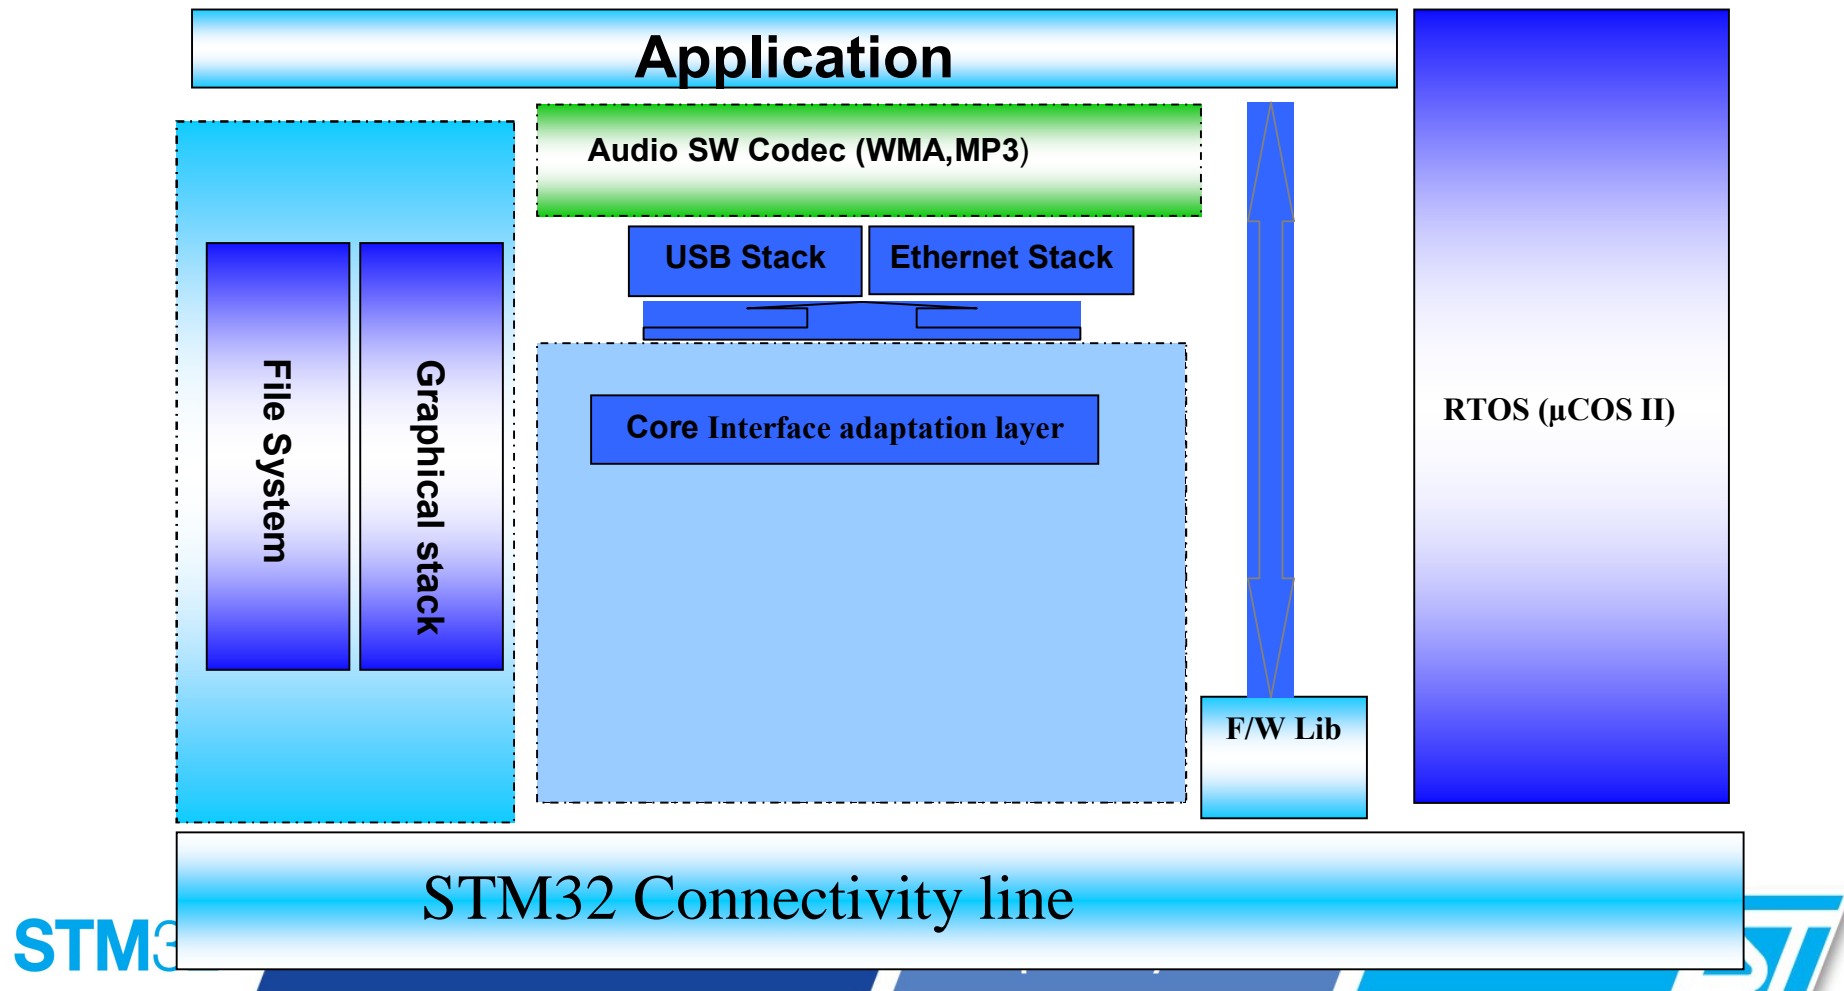 Application
Audio SW Codec (WMA,MP3)
USB Stack
Ethernet Stack
File System
Graphical stack
Core Interface adaptation layer
RTOS (µCOS II)
F/W Lib
STM32 Connectivity line
ST